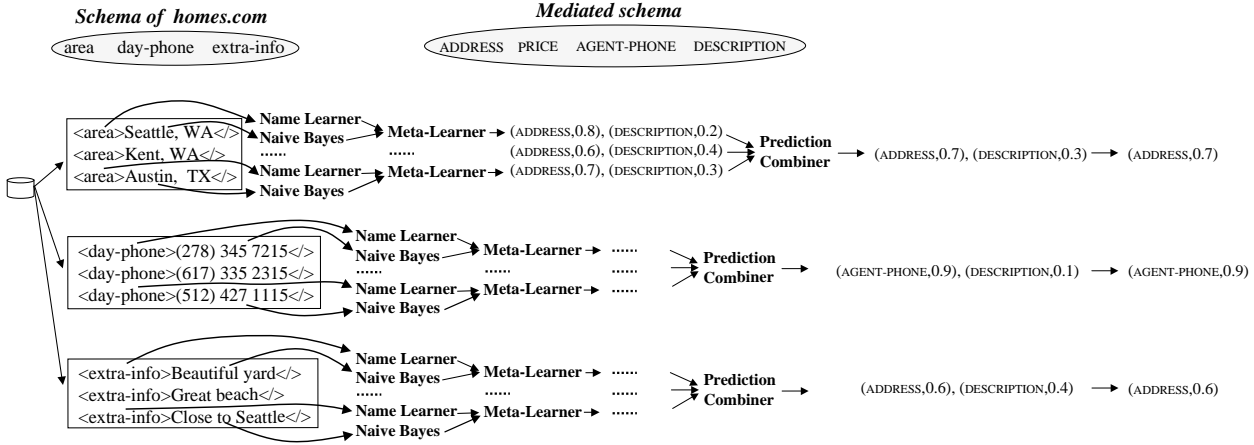 Schema of homes.com
area day-phone extra-info
Mediated schema
ADDRESS PRICE AGENT-PHONE DESCRIPTION
<area>Seattle, WA</>
<area>Kent, WA</>
<area>Austin, TX</>
Name Learner
Naive Bayes
......
Name Learner
Naive Bayes
Meta-Learner
......
Meta-Learner
(ADDRESS,0.8), (DESCRIPTION,0.2)
(ADDRESS,0.6), (DESCRIPTION,0.4)
(ADDRESS,0.7), (DESCRIPTION,0.3)
Prediction
Combiner
(ADDRESS,0.7), (DESCRIPTION,0.3)
(ADDRESS,0.7)
<day-phone>(278) 345 7215</>
<day-phone>(617) 335 2315</>
<day-phone>(512) 427 1115</>
Name Learner
Naive Bayes
......
Name Learner
Naive Bayes
Meta-Learner
......
Meta-Learner
......
......
......
Prediction
Combiner
(AGENT-PHONE,0.9), (DESCRIPTION,0.1)
(AGENT-PHONE,0.9)
<extra-info>Beautiful yard</>
<extra-info>Great beach</>
<extra-info>Close to Seattle</>
Name Learner
Naive Bayes
......
Name Learner
Naive Bayes
Meta-Learner
......
Meta-Learner
......
......
......
Prediction
Combiner
(ADDRESS,0.6), (DESCRIPTION,0.4)
(ADDRESS,0.6)